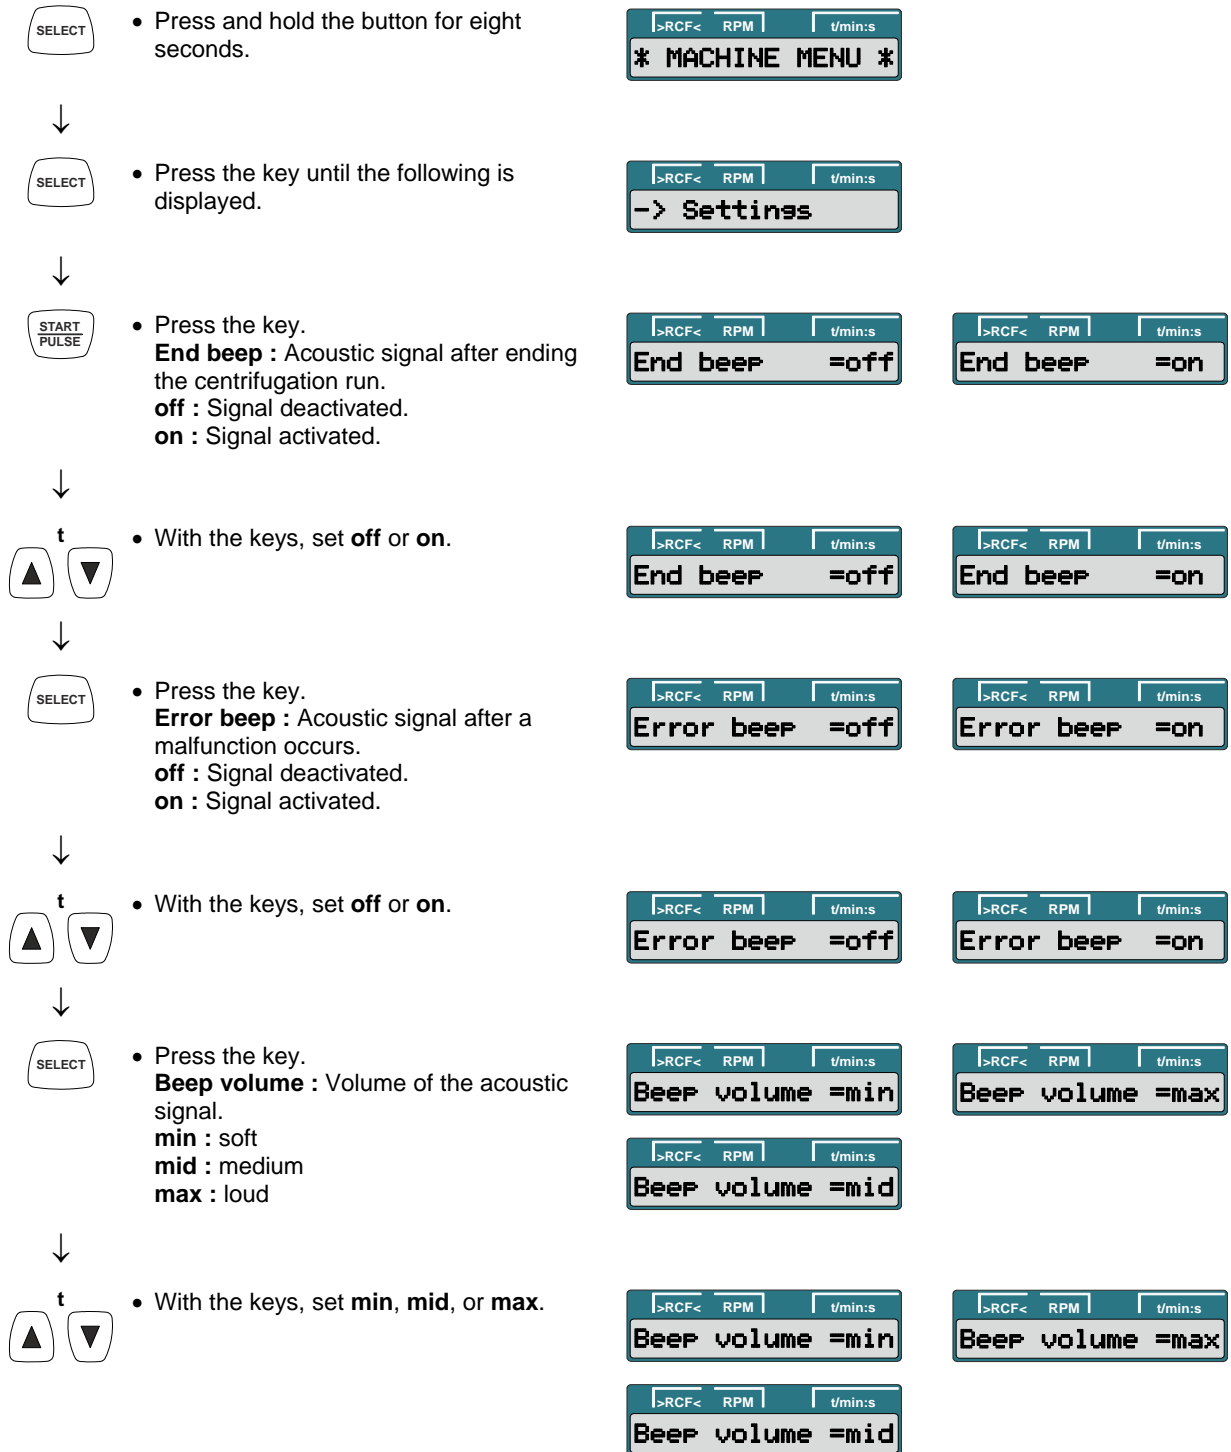 SELECT
• Press and hold the button for eight
seconds.
>RCF< RPM t/min:s
* MACHINE MENU *
↓
SELECT
• Press the key until the following is
displayed.
>RCF< RPM t/min:s
-> Settings
↓
START
PULSE
• Press the key.
End beep : Acoustic signal after ending
the centrifugation run.
off : Signal deactivated.
on : Signal activated.
>RCF< RPM t/min:s
End beep =off
>RCF< RPM t/min:s
End beep =on
↓
t
▲ ▼
• With the keys, set off or on.
>RCF< RPM t/min:s
End beep =off
>RCF< RPM t/min:s
End beep =on
↓
SELECT
• Press the key.
Error beep : Acoustic signal after a
malfunction occurs.
off : Signal deactivated.
on : Signal activated.
>RCF< RPM t/min:s
Error beep =off
>RCF< RPM t/min:s
Error beep =on
↓
t
▲ ▼
• With the keys, set off or on.
>RCF< RPM t/min:s
Error beep =off
>RCF< RPM t/min:s
Error beep =on
↓
SELECT
• Press the key.
Beep volume : Volume of the acoustic
signal.
min : soft
mid : medium
max : loud
>RCF< RPM t/min:s
Beep volume =min
>RCF< RPM t/min:s
Beep volume =max
>RCF< RPM t/min:s
Beep volume =mid
↓
t
▲ ▼
• With the keys, set min, mid, or max.
>RCF< RPM t/min:s
Beep volume =min
>RCF< RPM t/min:s
Beep volume =max
>RCF< RPM t/min:s
Beep volume =mid